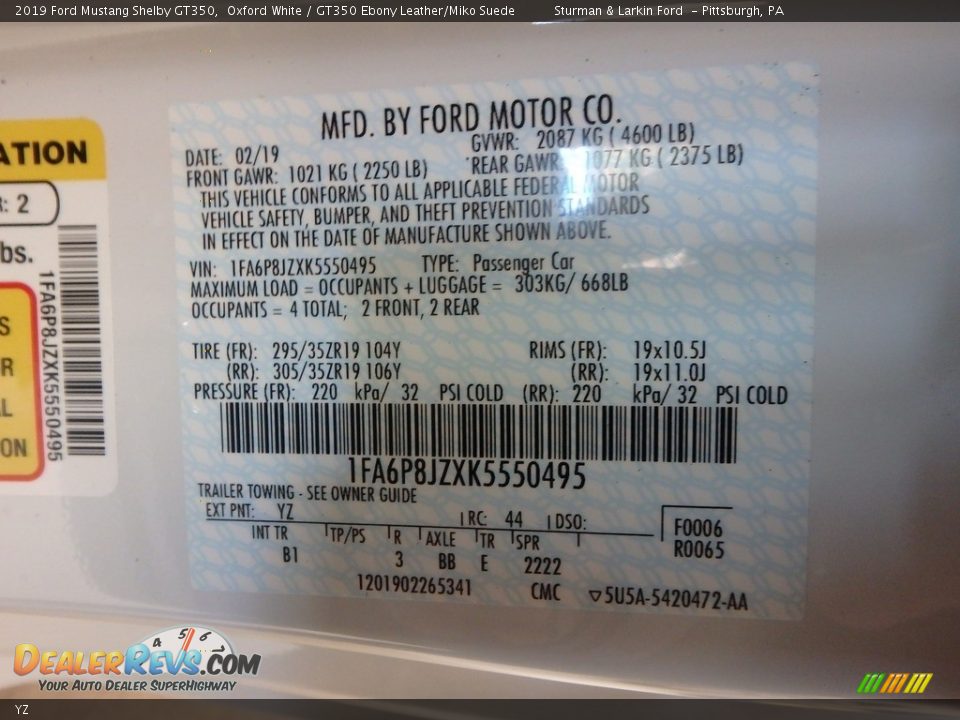 2019 Ford Mustang Shelby GT350, Oxford White / GT350 Ebony Leather/Miko Suede Sturman & Larkin Ford - Pittsburgh, PA
ATION
R: 2
bs.
S
R
L
ON
1FA6P8JZXK5550495
MFD. BY FORD MOTOR CO.
DATE: 02/19 GVWR: 2087 KG ( 4600 LB)
FRONT GAWR: 1021 KG ( 2250 LB) REAR GAWR: 1077 KG ( 2375 LB)
THIS VEHICLE CONFORMS TO ALL APPLICABLE FEDERAL MOTOR
VEHICLE SAFETY, BUMPER, AND THEFT PREVENTION STANDARDS
IN EFFECT ON THE DATE OF MANUFACTURE SHOWN ABOVE.
VIN: 1FA6P8JZXK5550495 TYPE: Passenger Car
MAXIMUM LOAD = OCCUPANTS + LUGGAGE = 303KG/ 668LB
OCCUPANTS = 4 TOTAL; 2 FRONT, 2 REAR
TIRE (FR): 295/35ZR19 104Y RIMS (FR): 19x10.5J
(RR): 305/35ZR19 106Y (RR): 19x11.0J
PRESSURE (FR): 220 kPa/ 32 PSI COLD (RR): 220 kPa/ 32 PSI COLD
1FA6P8JZXK5550495
TRAILER TOWING - SEE OWNER GUIDE
EXT PNT: YZ RC: 44 DSO: F0006
INT TR TP/PS R AXLE TR SPR R0065
B1 3 BB E 2222
1201902265341 CMC ▽5U5A-5420472-AA
4 5 6
DEALERREVS.COM
YOUR AUTO DEALER SUPERHIGHWAY
YZ